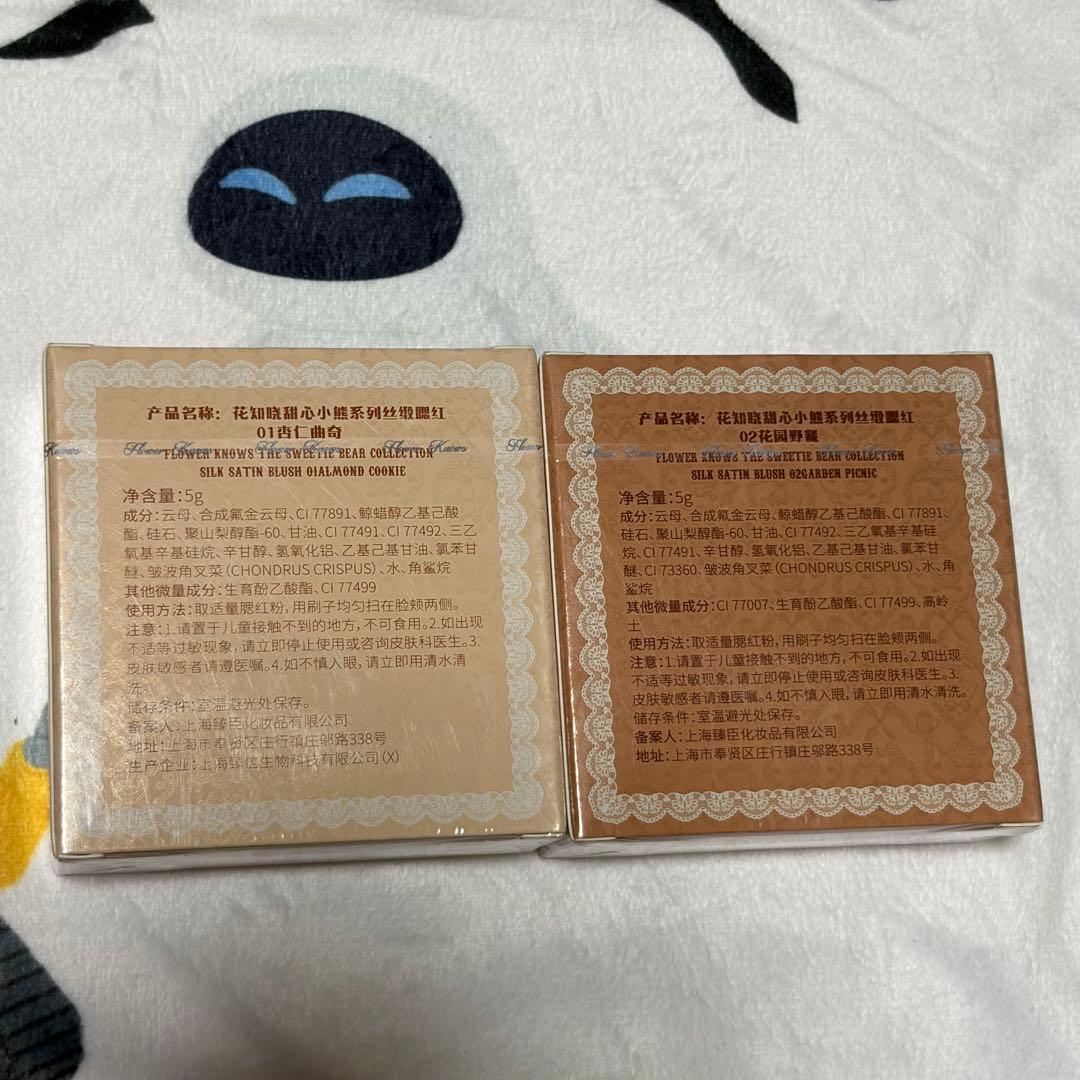 产品名称：花知晓甜心小熊系列丝缎腮红
01杏仁曲奇
Flower Knows Flower Knows Flower Knows
FLOWER KNOWS THE SWEETIE BEAR COLLECTION
SILK SATIN BLUSH 01ALMOND COOKIE
净含量：5g
成分：云母、合成氟金云母、CI 77891、鲸蜡醇乙基己酸
酯、硅石、聚山梨醇酯-60、甘油、CI 77491、CI 77492、三乙
氧基辛基硅烷、辛甘醇、氢氧化铝、乙基己基甘油、氯苯甘
醚、皱波角叉菜（CHONDRUS CRISPUS）、水、角鲨烷
其他微量成分：生育酚乙酸酯、CI 77499
使用方法：取适量腮红粉，用刷子均匀扫在脸颊两侧。
注意：1.请置于儿童接触不到的地方，不可食用。2.如出现
不适等过敏现象，请立即停止使用或咨询皮肤科医生。3.
皮肤敏感者请遵医嘱。4.如不慎入眼，请立即用清水清
洗。
储存条件：室温避光处保存。
备案人：上海臻臣化妆品有限公司
地址：上海市奉贤区庄行镇庄邬路338号
生产企业：上海臻信生物科技有限公司（X）
产品名称：花知晓甜心小熊系列丝缎腮红
02花园野餐
Flower Knows
FLOWER KNOWS THE SWEETIE BEAR COLLECTION
SILK SATIN BLUSH 02GARDEN PICNIC
净含量：5g
成分：云母、合成氟金云母、鲸蜡醇乙基己酸酯、CI 77891、
硅石、聚山梨醇酯-60、甘油、CI 77492、三乙氧基辛基硅
烷、CI 77491、辛甘醇、氢氧化铝、乙基己基甘油、氯苯甘
醚、CI 73360、皱波角叉菜（CHONDRUS CRISPUS）、水、角
鲨烷
其他微量成分：CI 77007、生育酚乙酸酯、CI 77499、高岭
土
使用方法：取适量腮红粉，用刷子均匀扫在脸颊两侧。
注意：1.请置于儿童接触不到的地方，不可食用。2.如出现
不适等过敏现象，请立即停止使用或咨询皮肤科医生。3.
皮肤敏感者请遵医嘱。4.如不慎入眼，请立即用清水清洗。
储存条件：室温避光处保存。
备案人：上海臻臣化妆品有限公司
地址：上海市奉贤区庄行镇庄邬路338号